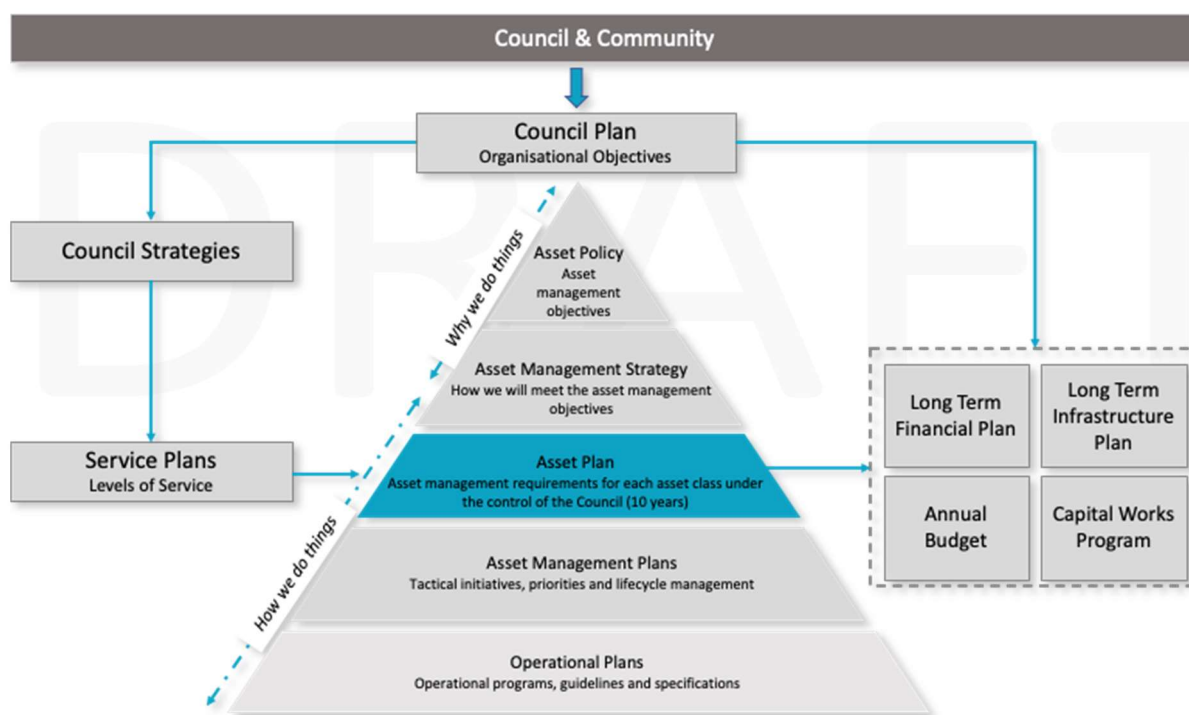 Council & Community
Council Plan
Organisational Objectives
Council Strategies
Service Plans
Levels of Service
Why we do things
How we do things
Asset Policy
Asset
management
objectives
Asset Management Strategy
How we will meet the asset management
objectives
Asset Plan
Asset management requirements for each asset class under
the control of the Council (10 years)
Asset Management Plans
Tactical initiatives, priorities and lifecycle management
Operational Plans
Operational programs, guidelines and specifications
Long Term
Financial Plan
Long Term
Infrastructure
Plan
Annual
Budget
Capital Works
Program
DRAFT